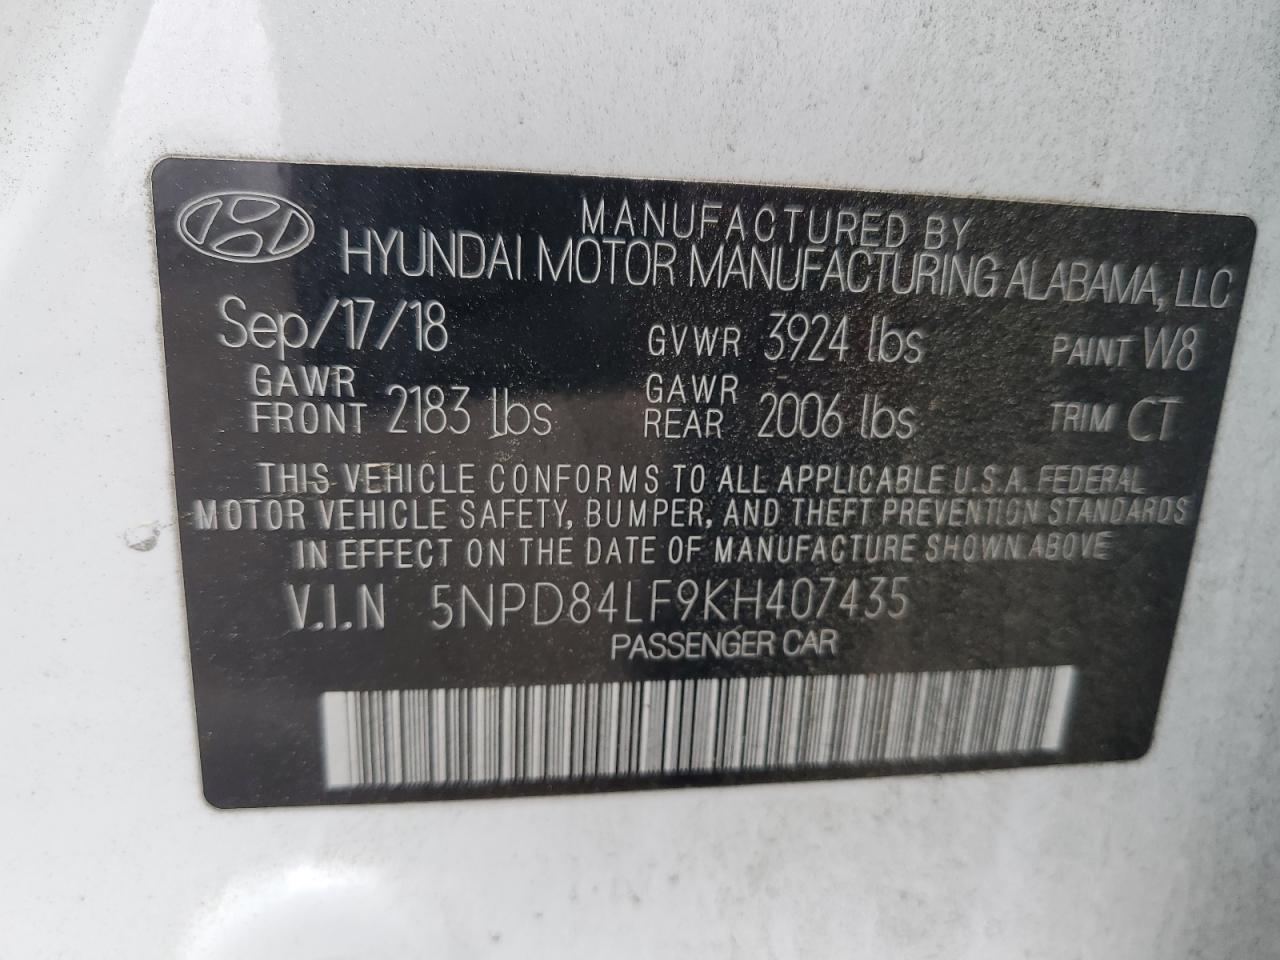 MANUFACTURED BY
HYUNDAI MOTOR MANUFACTURING ALABAMA, LLC
Sep/17/18 GVWR 3924 lbs PAINT W8
GAWR FRONT 2183 lbs GAWR REAR 2006 lbs TRIM CT
THIS VEHICLE CONFORMS TO ALL APPLICABLE U.S.A. FEDERAL
MOTOR VEHICLE SAFETY, BUMPER, AND THEFT PREVENTION STANDARDS
IN EFFECT ON THE DATE OF MANUFACTURE SHOWN ABOVE
V.I.N 5NPD84LF9KH407435
PASSENGER CAR